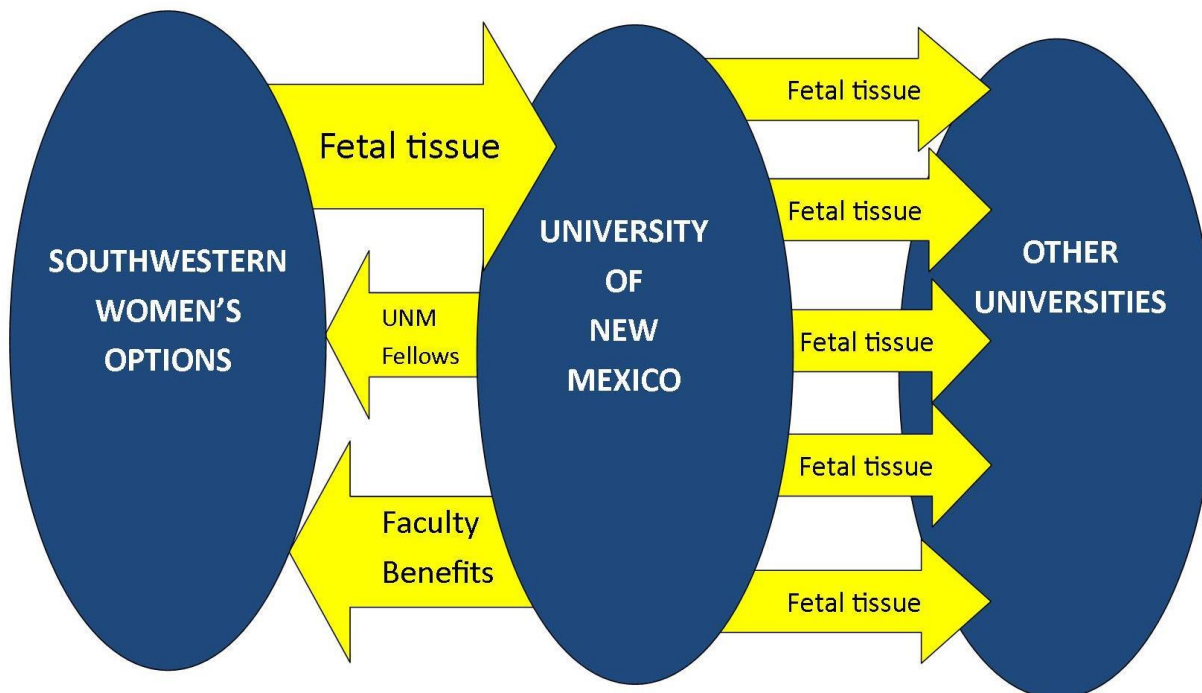 SOUTHWESTERN
WOMEN'S
OPTIONS
Fetal tissue
UNM
Fellows
Faculty
Benefits
UNIVERSITY
OF
NEW
MEXICO
Fetal tissue
Fetal tissue
Fetal tissue
Fetal tissue
Fetal tissue
OTHER
UNIVERSITIES